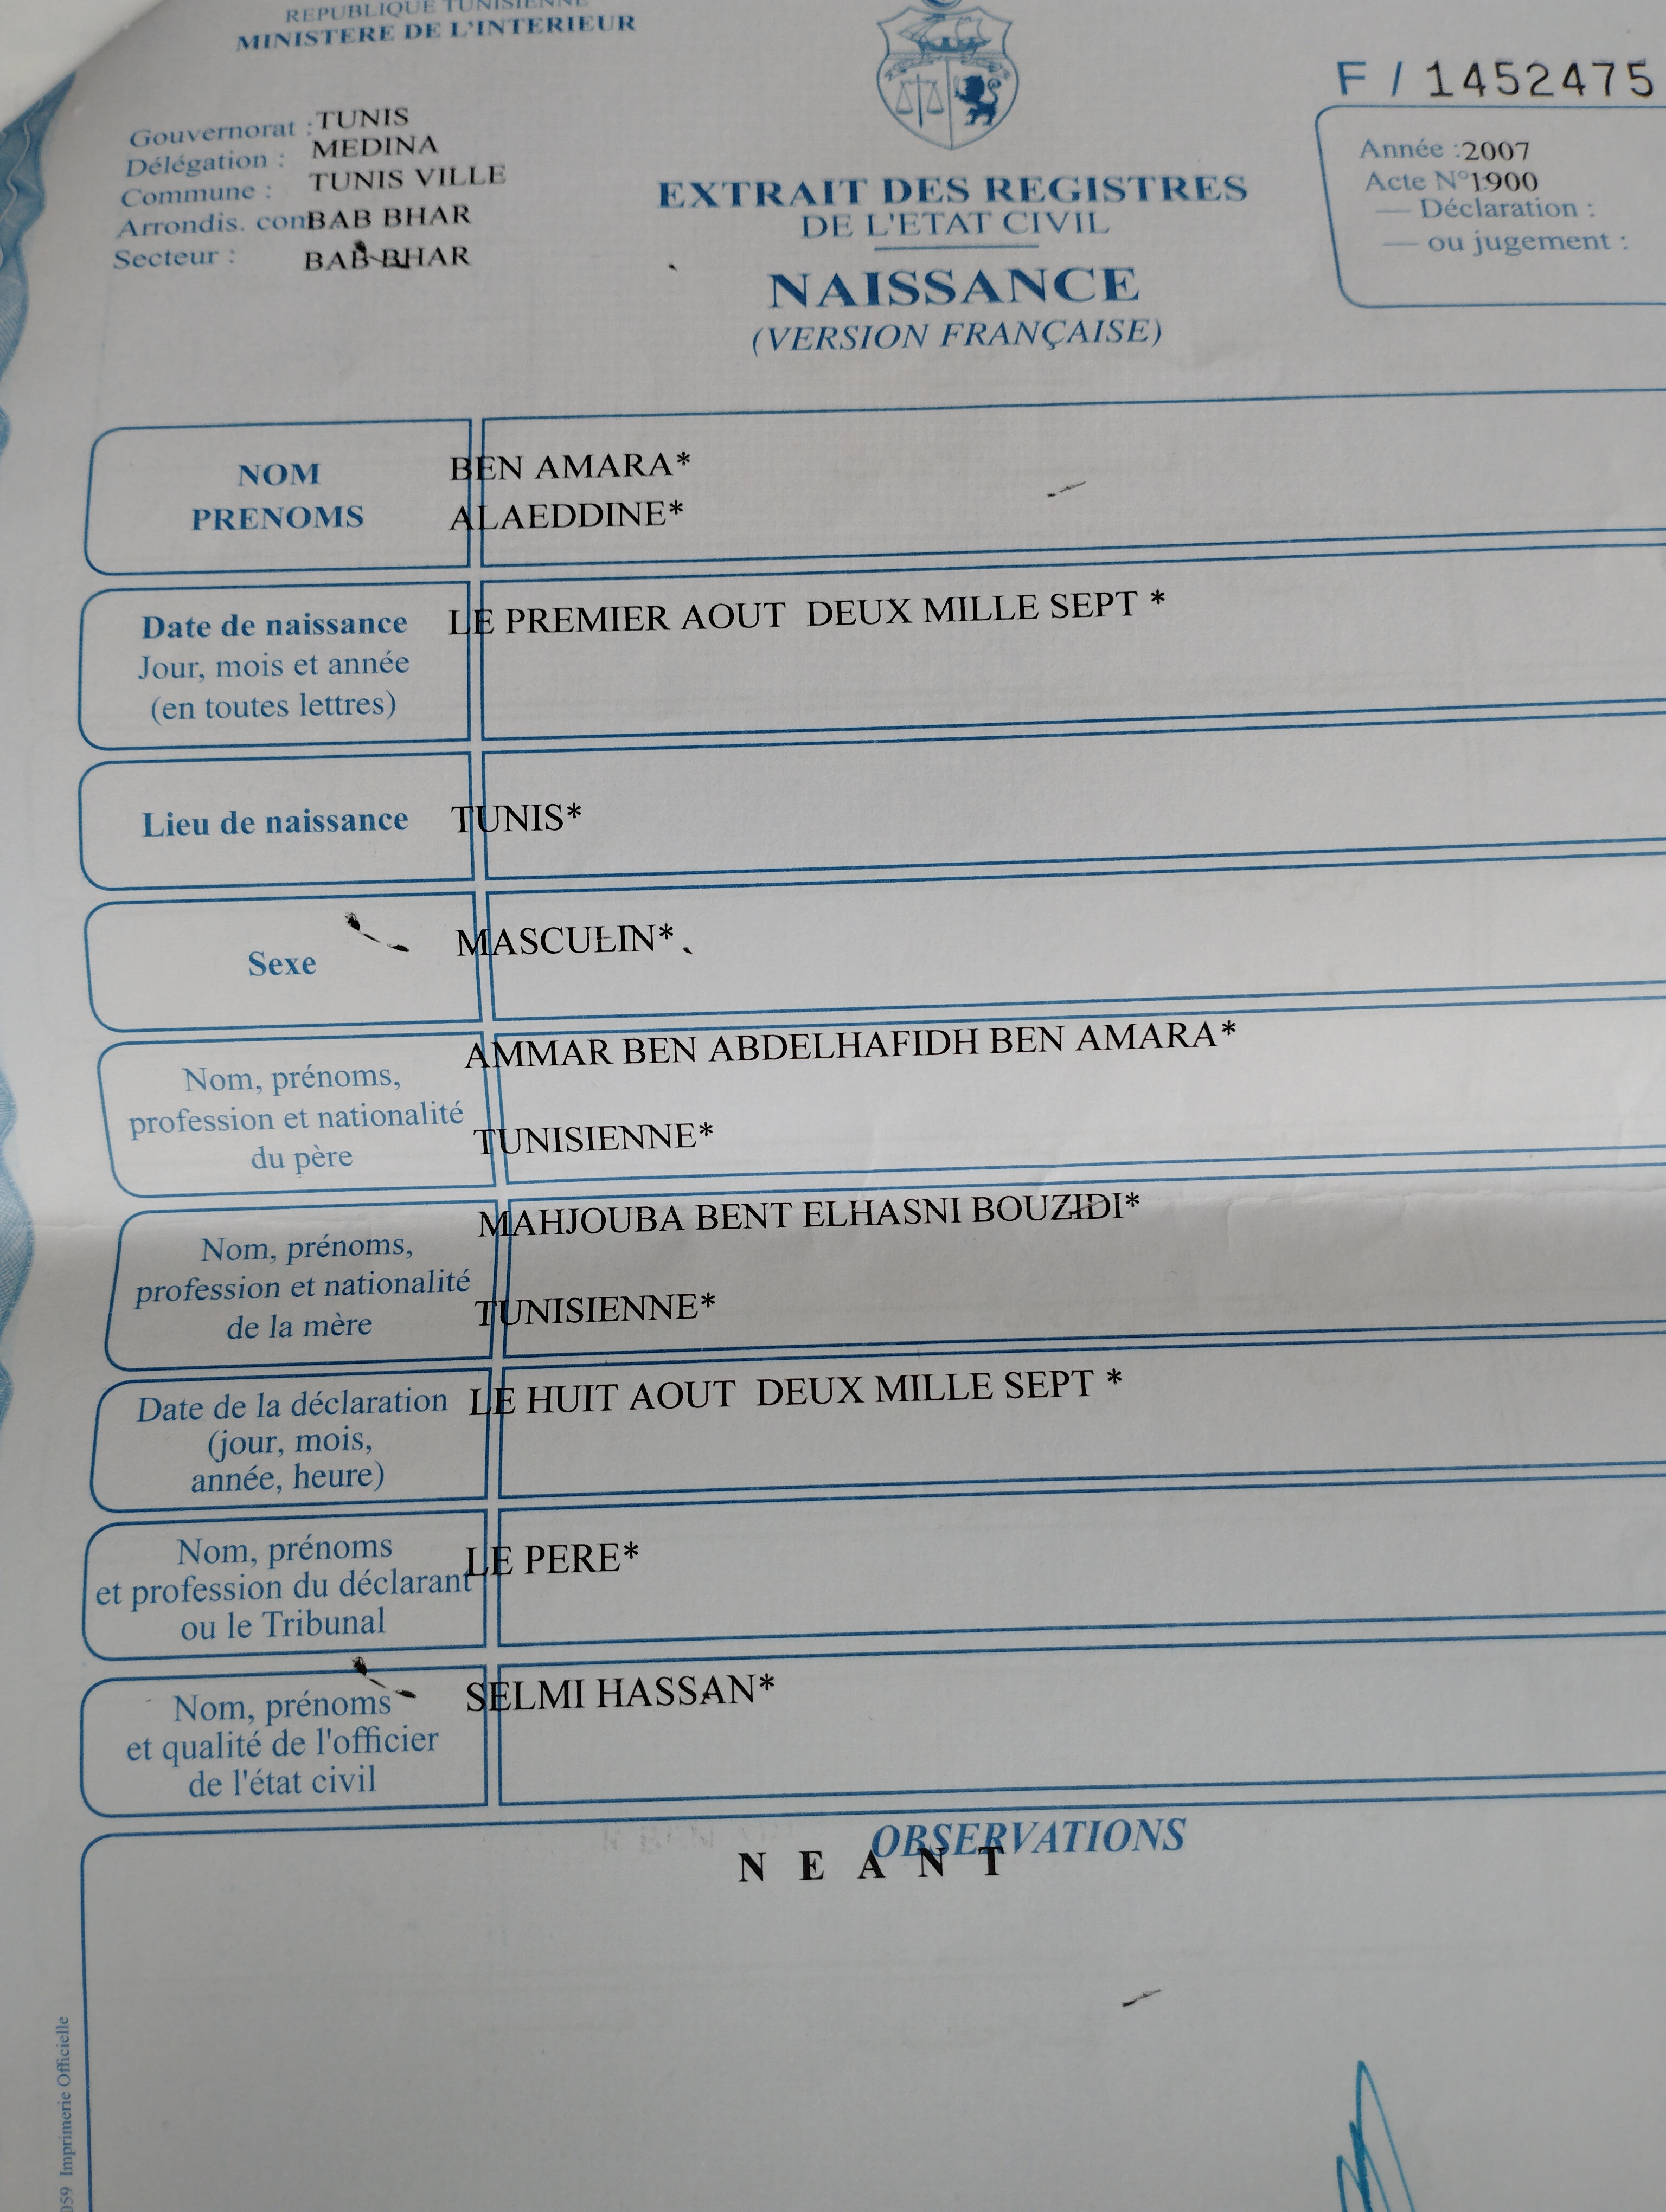 REPUBLIQUE TUNISIENNE
MINISTERE DE L'INTERIEUR
F / 1452475
Gouvernorat : TUNIS
Délégation : MEDINA
Commune : TUNIS VILLE
Arrondis. com BAB BHAR
Secteur : BAB BHAR
EXTRAIT DES REGISTRES
DE L'ETAT CIVIL
NAISSANCE
(VERSION FRANÇAISE)
Année : 2007
Acte N° 1900
— Déclaration :
— ou jugement :
NOM BEN AMARA*
PRENOMS ALAEDDINE*
Date de naissance LE PREMIER AOUT DEUX MILLE SEPT *
Jour, mois et année
(en toutes lettres)
Lieu de naissance TUNIS*
Sexe MASCULIN*
AMMAR BEN ABDELHAFIDH BEN AMARA*
Nom, prénoms,
profession et nationalité TUNISIENNE*
du père
MAHJOUBA BENT ELHASNI BOUZIDI*
Nom, prénoms,
profession et nationalité TUNISIENNE*
de la mère
Date de la déclaration LE HUIT AOUT DEUX MILLE SEPT *
(jour, mois,
année, heure)
Nom, prénoms LE PERE*
et profession du déclarant
ou le Tribunal
Nom, prénoms SELMI HASSAN*
et qualité de l'officier
de l'état civil
OBSERVATIONS
N E A N T
059 Imprimerie Officielle